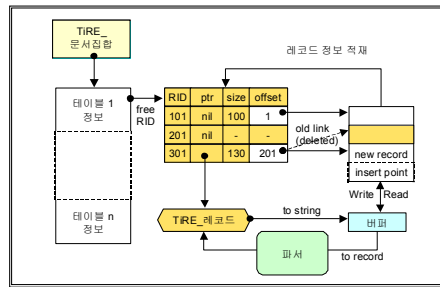 TiRE_
문서집합
레코드 정보 적재
테이블 1
정보
free
RID
RID ptr size offset
101 nil 100 1
201 nil - -
301 130 201
old link
(deleted)
new record
insert point
Write Read
테이블 n
정보
TiRE_레코드
to string
버퍼
파서
to record